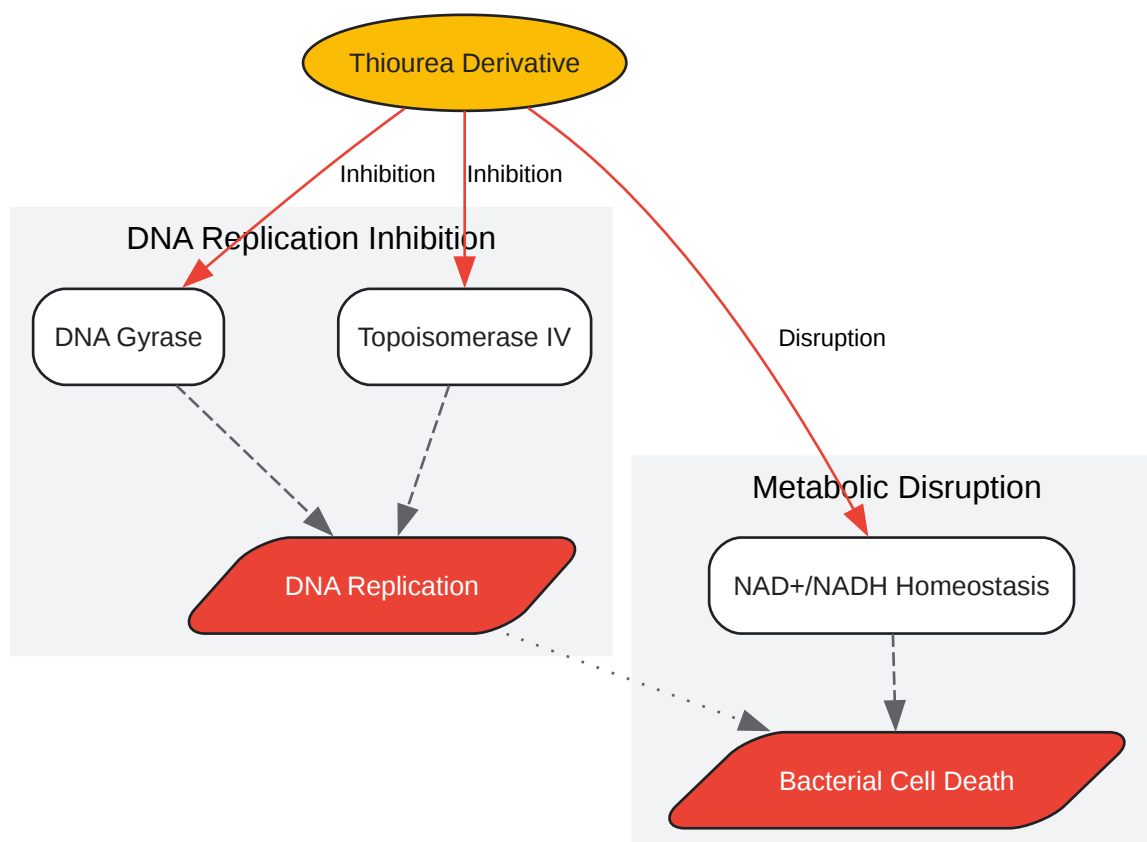 Thiourea Derivative
Inhibition
Inhibition
DNA Replication Inhibition
DNA Gyrase
Topoisomerase IV
Disruption
Metabolic Disruption
DNA Replication
NAD+/NADH Homeostasis
Bacterial Cell Death